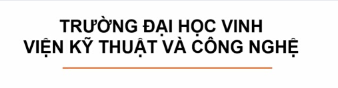 TRƯỜNG ĐẠI HỌC VINH
VIỆN KỸ THUẬT VÀ CÔNG NGHỆ